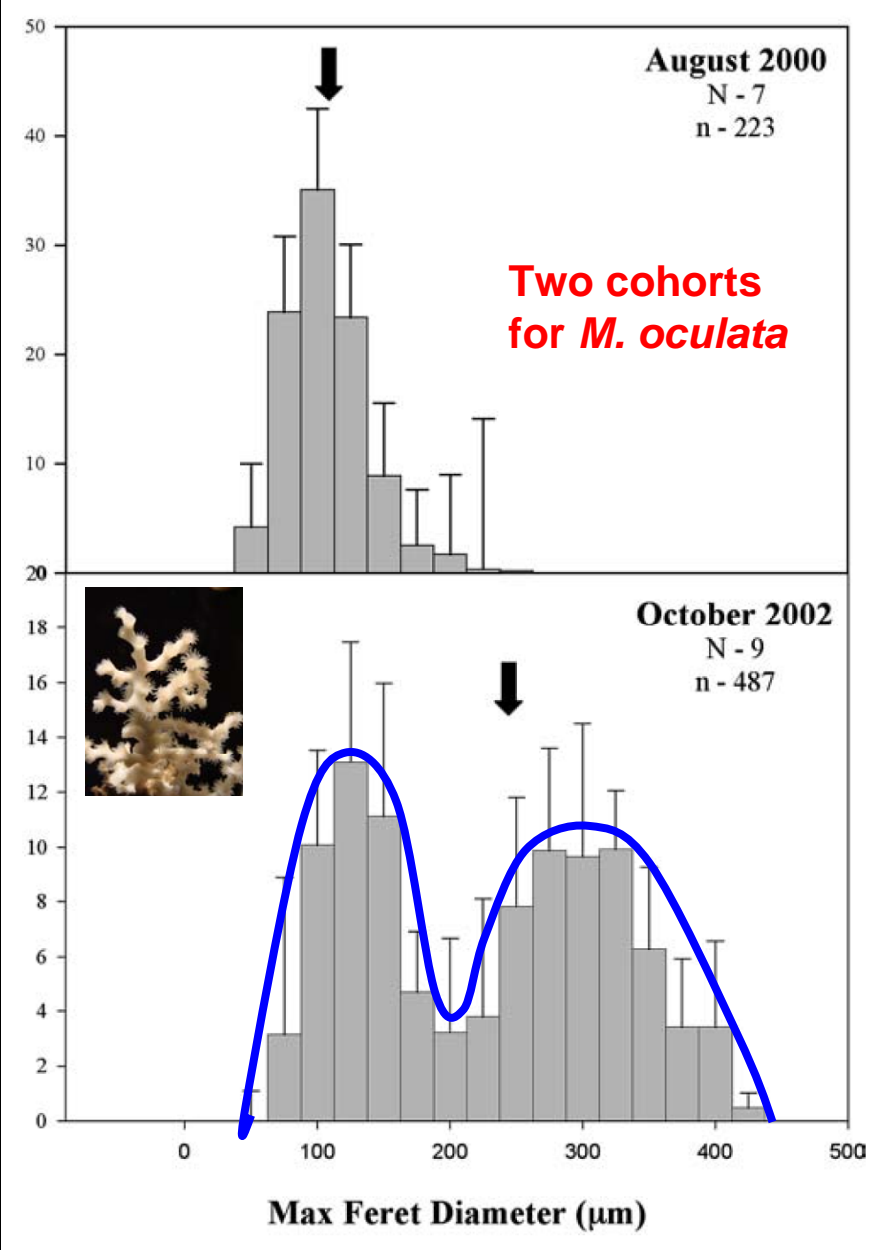 50
August 2000
N - 7
n - 223
40
30
Two cohorts
for M. oculata
20
10
0
20
October 2002
N - 9
n - 487
18
16
14
12
10
8
6
4
2
0
0 100 200 300 400 500
Max Feret Diameter (µm)